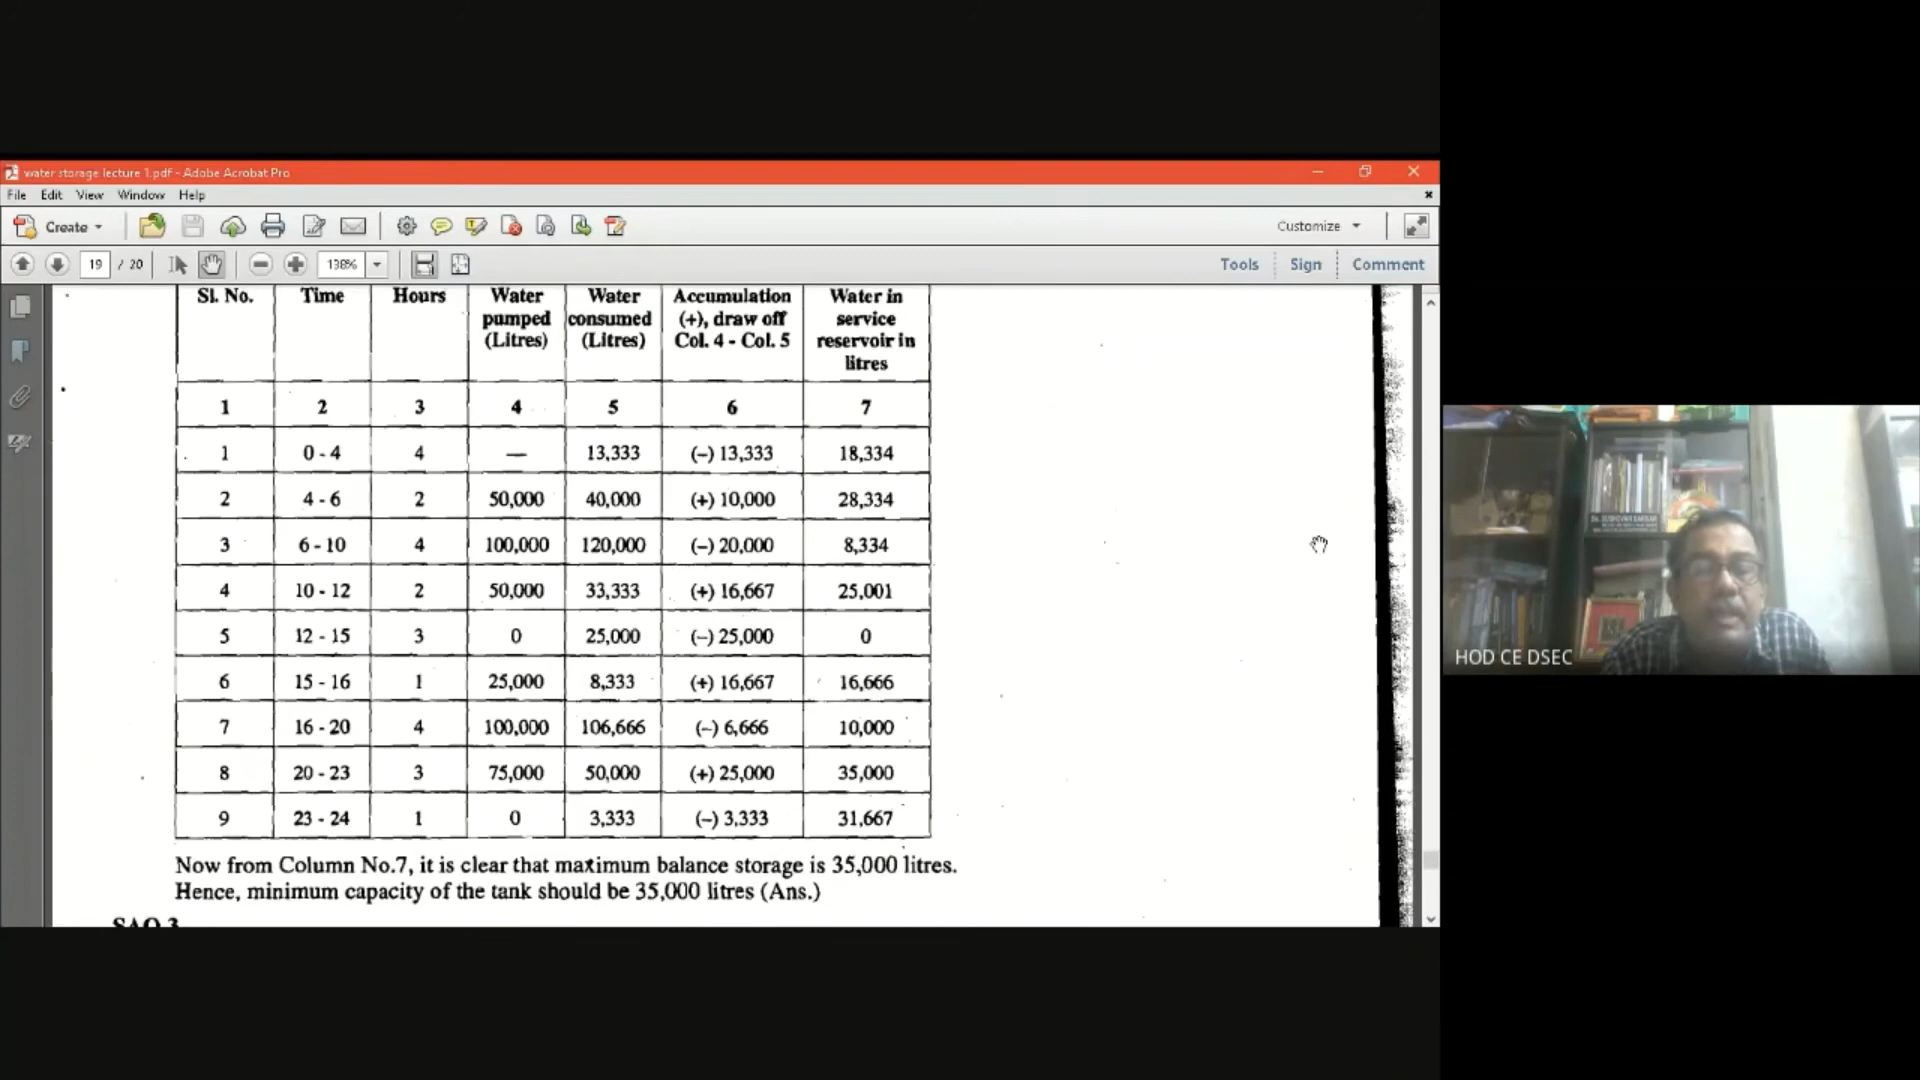 water storage lecture 1.pdf - Adobe Acrobat Pro
File Edit View Window Help
Create
Customize
19 / 20
138%
Tools Sign Comment
Sl. No. Time Hours Water pumped (Litres) Water consumed (Litres) Accumulation (+), draw off Col. 4 - Col. 5 Water in service reservoir in litres
1 2 3 4 5 6 7
1 0 - 4 4 — 13,333 (–) 13,333 18,334
2 4 - 6 2 50,000 40,000 (+) 10,000 28,334
3 6 - 10 4 100,000 120,000 (–) 20,000 8,334
4 10 - 12 2 50,000 33,333 (+) 16,667 25,001
5 12 - 15 3 0 25,000 (–) 25,000 0
6 15 - 16 1 25,000 8,333 (+) 16,667 16,666
7 16 - 20 4 100,000 106,666 (–) 6,666 10,000
8 20 - 23 3 75,000 50,000 (+) 25,000 35,000
9 23 - 24 1 0 3,333 (–) 3,333 31,667
Now from Column No.7, it is clear that maximum balance storage is 35,000 litres.
Hence, minimum capacity of the tank should be 35,000 litres (Ans.)
SAQ 3
HOD CE DSEC